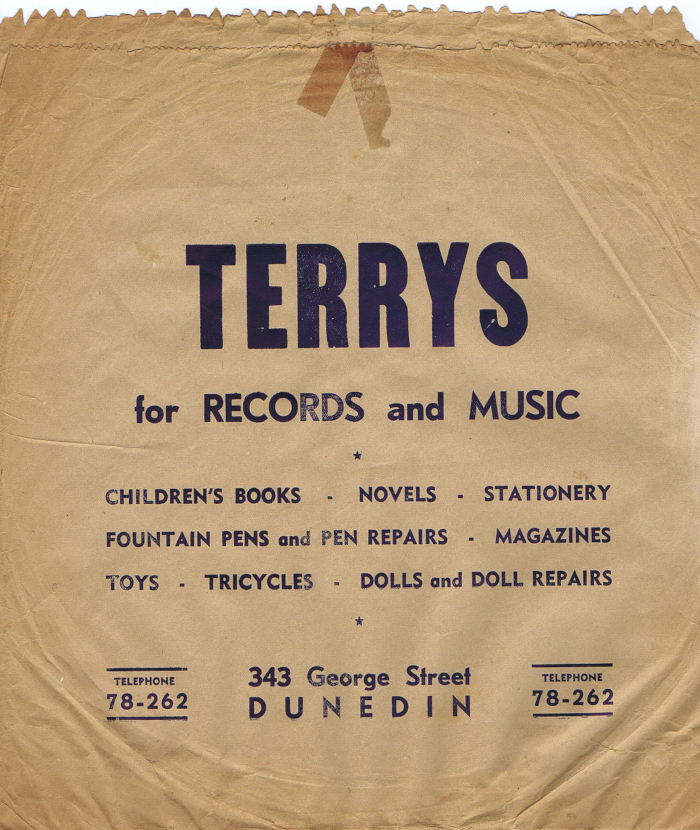 TERRYS
for RECORDS and MUSIC
CHILDREN'S BOOKS - NOVELS - STATIONERY
FOUNTAIN PENS and PEN REPAIRS - MAGAZINES
TOYS - TRICYCLES - DOLLS and DOLL REPAIRS
TELEPHONE
78-262
343 George Street
DUNEDIN
TELEPHONE
78-262